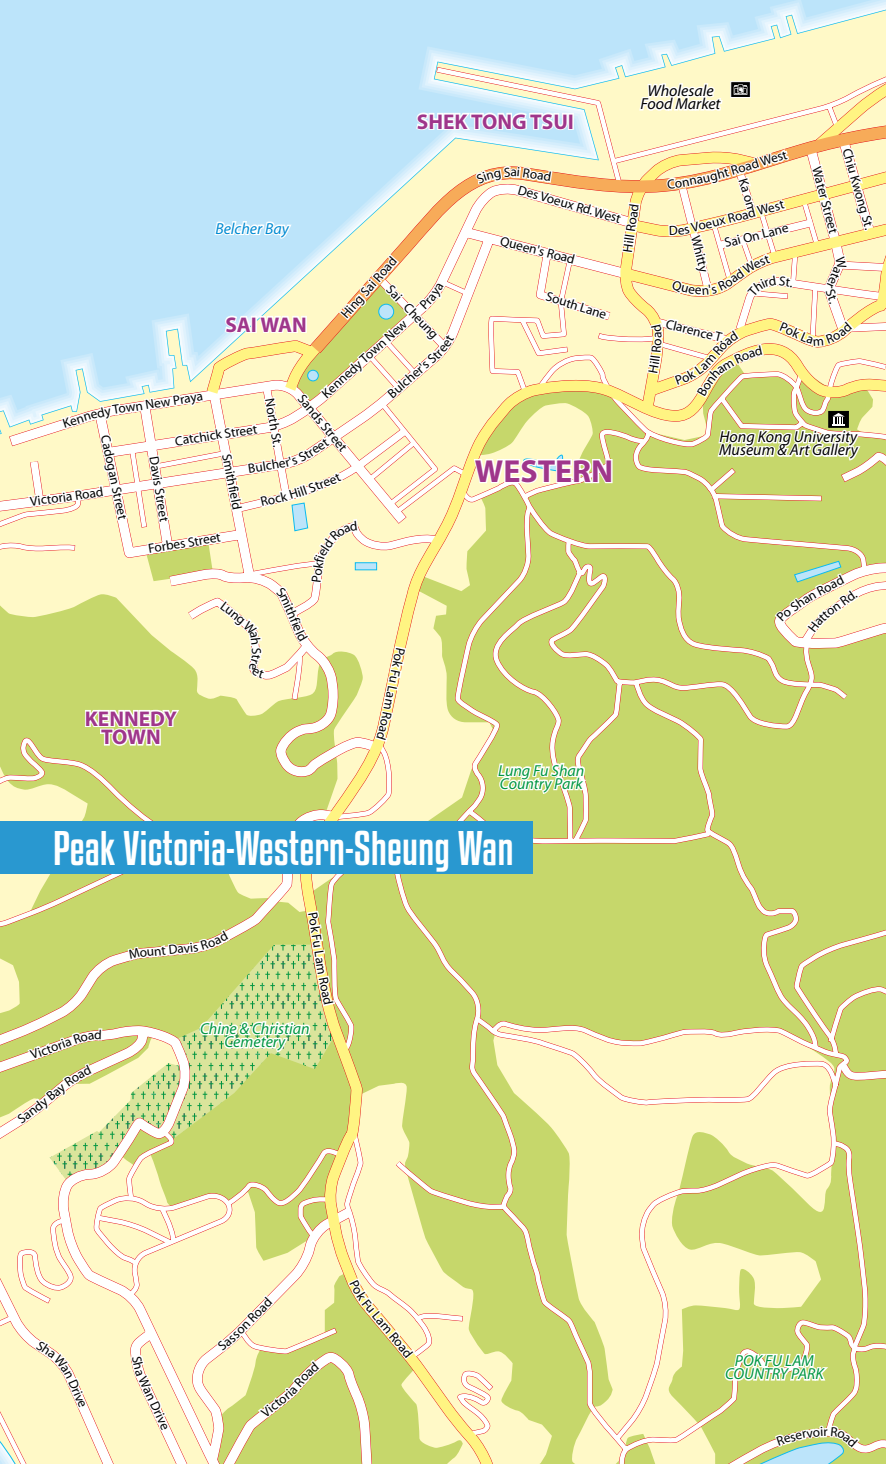 Wholesale
Food Market
SHEK TONG TSUI
Sing Sai Road
Connaught Road West
Chiu Kwong St.
Water Street
Ka on
Des Voeux Rd. West
Hill Road
Des Voeux Road West
Sai On Lane
Whitty
Belcher Bay
Queen's Road
Queen's Road West
Water St.
Third St.
Hing Sai Road
Sai Cheung
South Lane
SAI WAN
Kennedy Town New Praya
Clarence T.
Pok Lam Road
Hill Road
Pok Lam Road
Bonham Road
Bulcher's Street
Kennedy Town New Praya
North St.
Sands Street
Catchick Street
Hong Kong University
Museum & Art Gallery
Cadogan Street
Davis Street
Smithfield
Bulcher's Street
WESTERN
Victoria Road
Rock Hill Street
Forbes Street
Pokfield Road
Po Shan Road
Hatton Rd.
Smithfield
Lung Wah Street
Pok Fu Lam Road
KENNEDY
TOWN
Lung Fu Shan
Country Park
Peak Victoria-Western-Sheung Wan
Pok Fu Lam Road
Mount Davis Road
Chine & Christian
Cemetery
Victoria Road
Sandy Bay Road
Pok Fu Lam Road
Sasson Road
Sha Wan Drive
Sha Wan Drive
Victoria Road
POK FU LAM
COUNTRY PARK
Reservoir Road